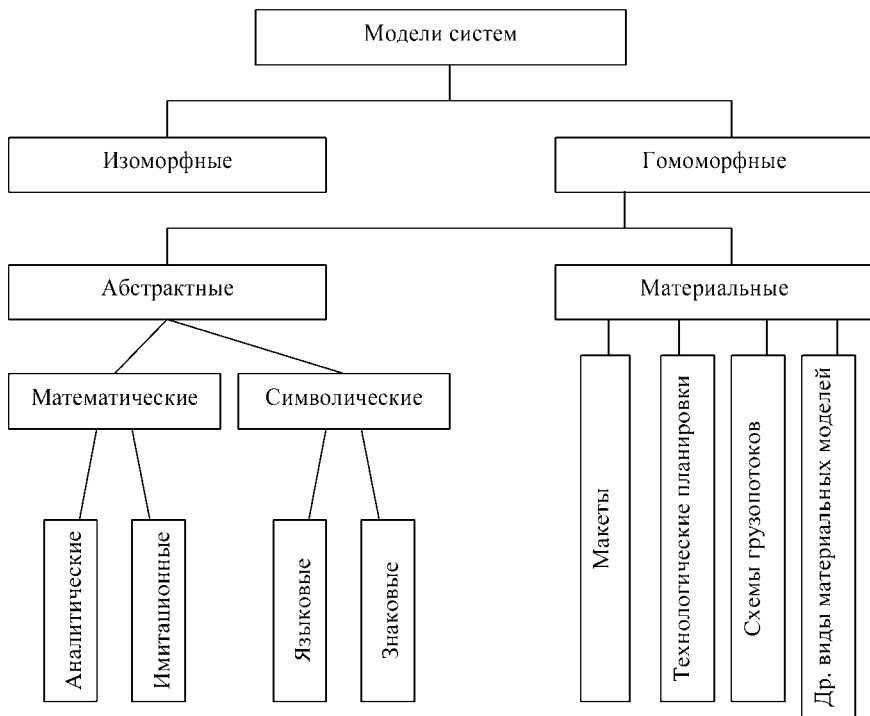 Модели систем
Изоморфные
Гомоморфные
Абстрактные
Материальные
Математические
Символические
Аналитические
Имитационные
Языковые
Знаковые
Макеты
Технологические планировки
Схемы грузопотоков
Др. виды материальных моделей